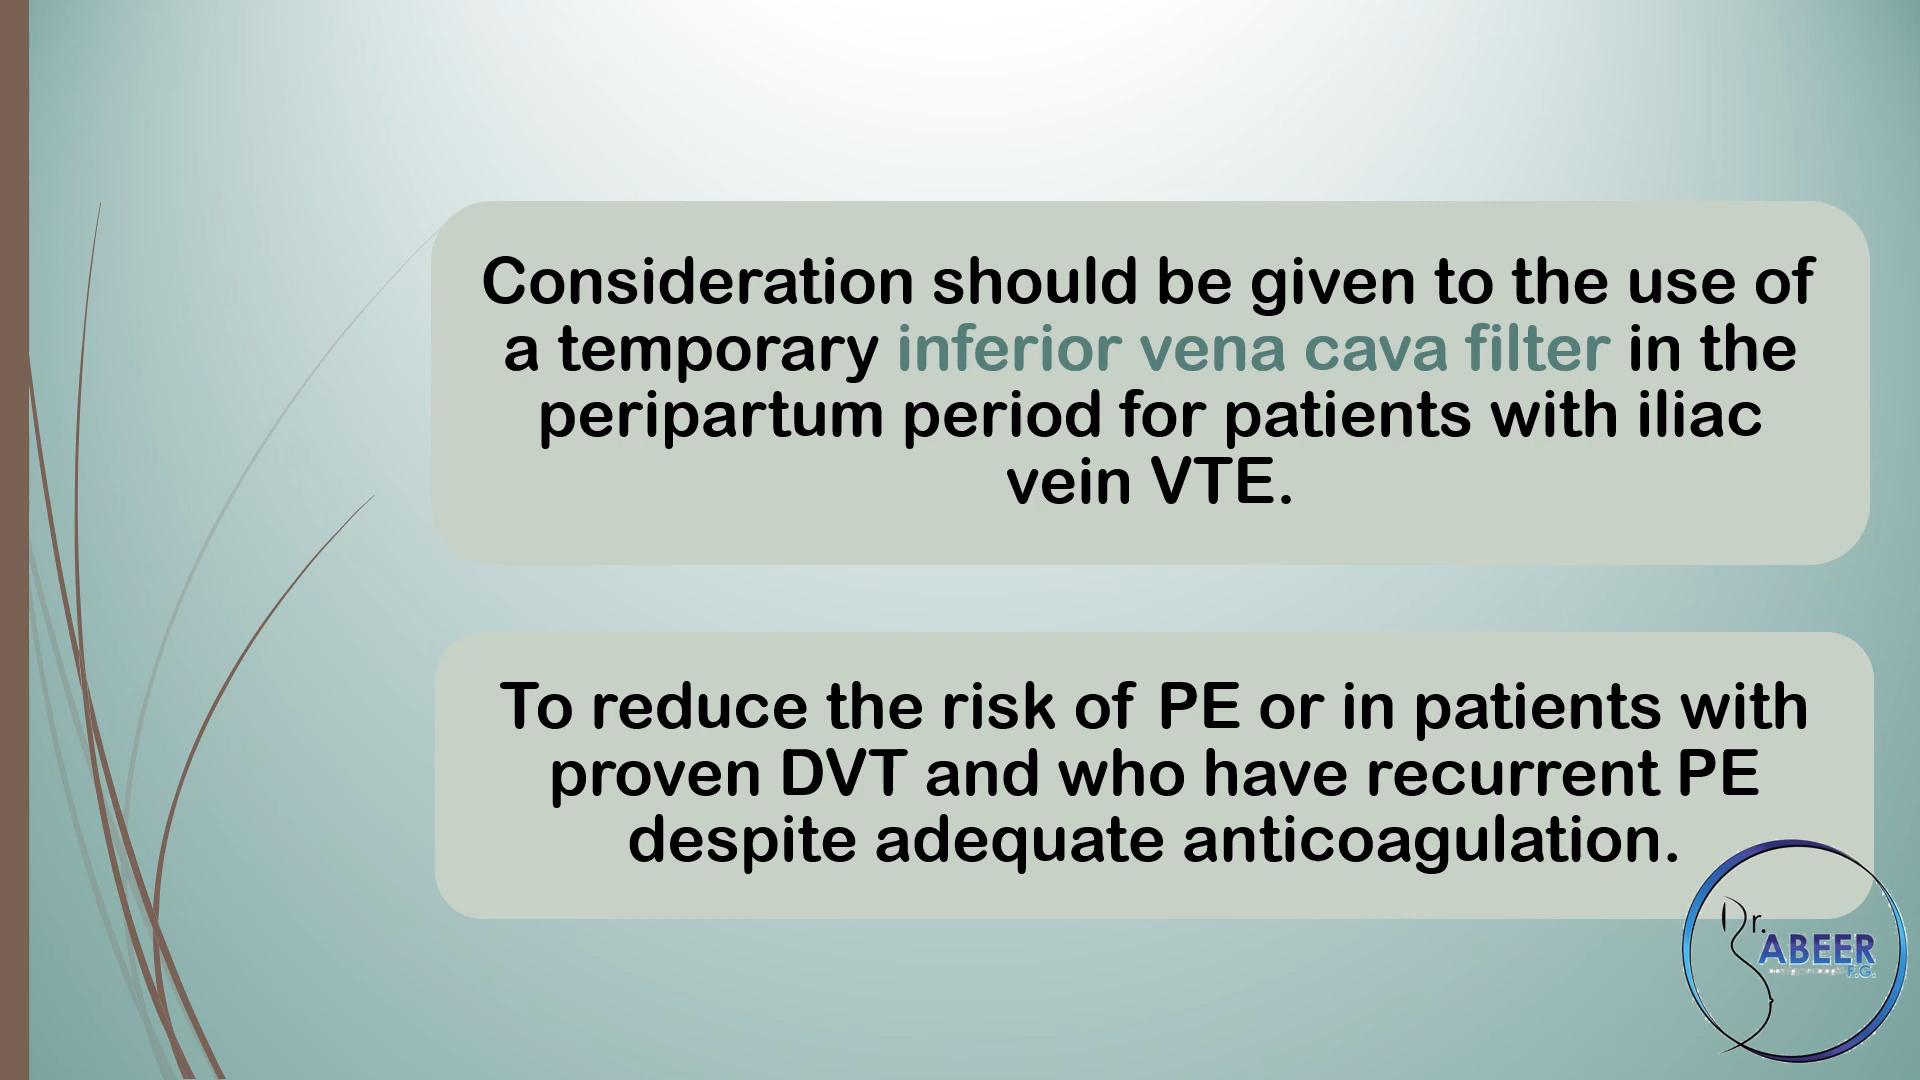 Consideration should be given to the use of
a temporary inferior vena cava filter in the
peripartum period for patients with iliac
vein VTE.
To reduce the risk of PE or in patients with
proven DVT and who have recurrent PE
despite adequate anticoagulation.
Dr.
ABEER
F.G.